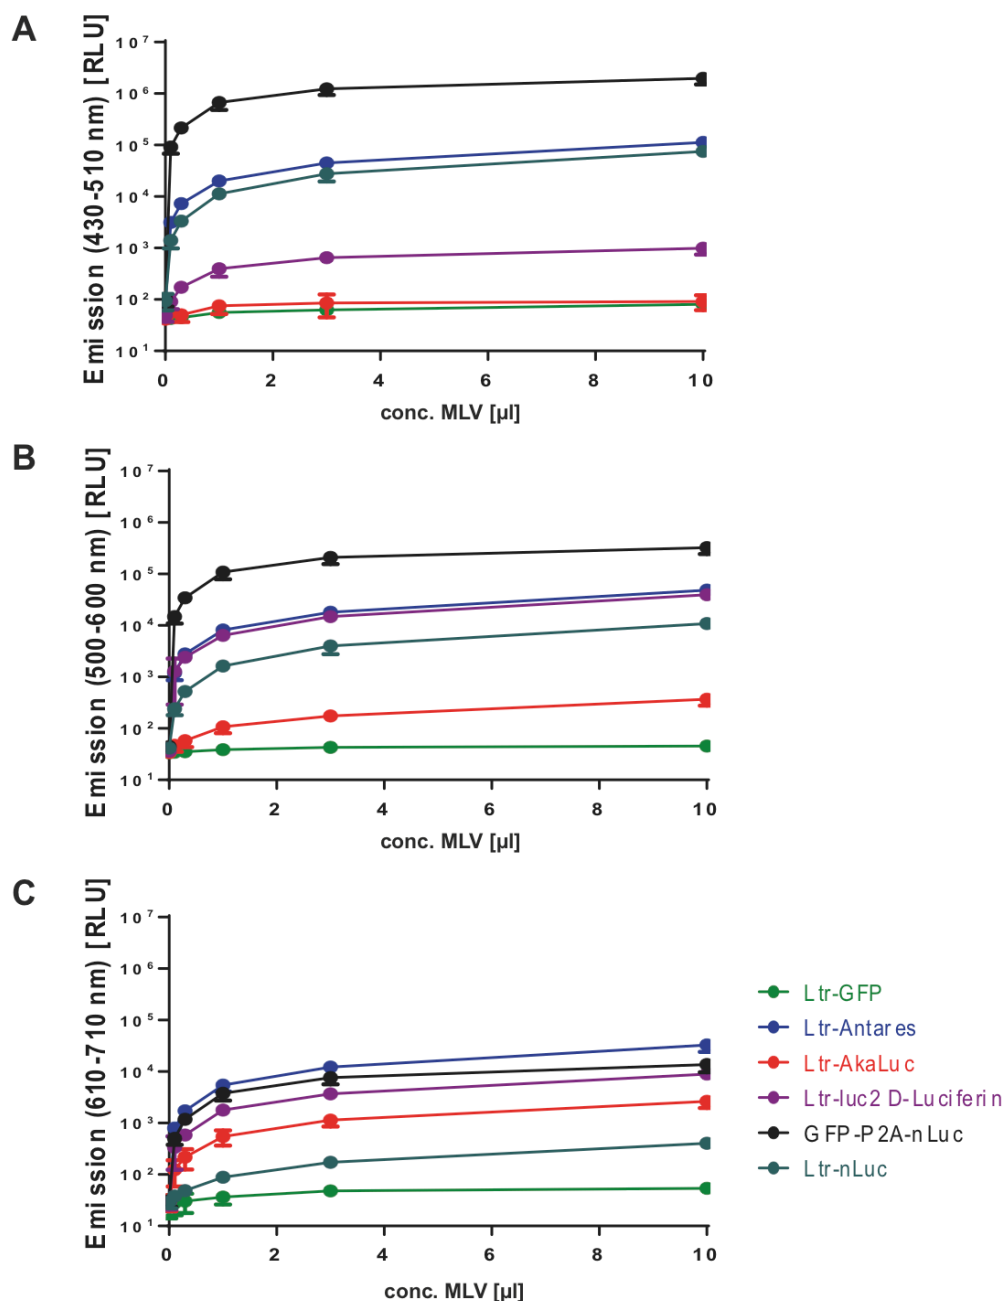 A
Emission (430-510 nm) [RLU]
10⁷
10⁶
10⁵
10⁴
10³
10²
10¹
0 2 4 6 8 10
conc. MLV [µl]
B
Emission (500-600 nm) [RLU]
10⁷
10⁶
10⁵
10⁴
10³
10²
10¹
0 2 4 6 8 10
conc. MLV [µl]
C
Emission (610-710 nm) [RLU]
10⁷
10⁶
10⁵
10⁴
10³
10²
10¹
0 2 4 6 8 10
conc. MLV [µl]
Ltr-GFP
Ltr-Antares
Ltr-AkaLuc
Ltr-luc2 D-Luciferin
GFP-P2A-nLuc
Ltr-nLuc